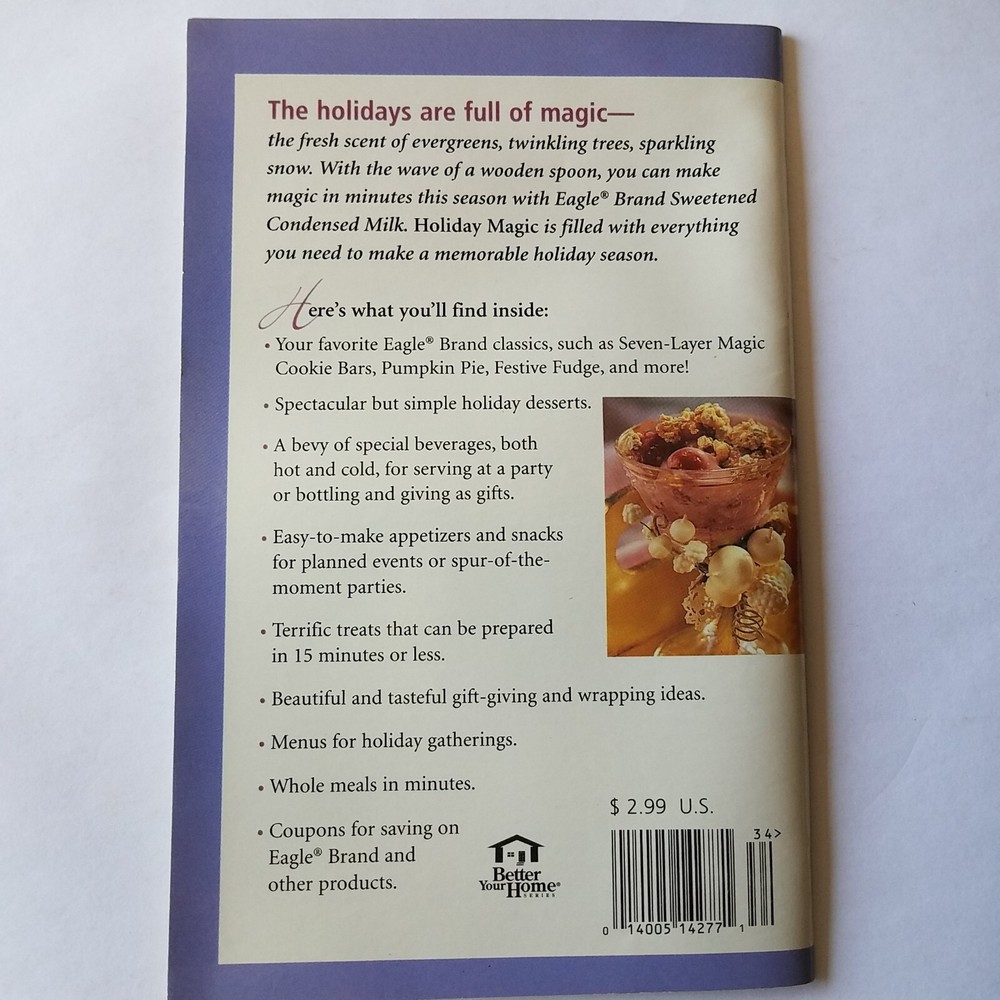 The holidays are full of magic—
the fresh scent of evergreens, twinkling trees, sparkling
snow. With the wave of a wooden spoon, you can make
magic in minutes this season with Eagle® Brand Sweetened
Condensed Milk. Holiday Magic is filled with everything
you need to make a memorable holiday season.
Here's what you'll find inside:
• Your favorite Eagle® Brand classics, such as Seven-Layer Magic
Cookie Bars, Pumpkin Pie, Festive Fudge, and more!
• Spectacular but simple holiday desserts.
• A bevy of special beverages, both
hot and cold, for serving at a party
or bottling and giving as gifts.
• Easy-to-make appetizers and snacks
for planned events or spur-of-the-
moment parties.
• Terrific treats that can be prepared
in 15 minutes or less.
• Beautiful and tasteful gift-giving and wrapping ideas.
• Menus for holiday gatherings.
• Whole meals in minutes.
• Coupons for saving on
Eagle® Brand and
other products.
Better
Your Home®
SERIES
$ 2.99 U.S.
34>
0 14005 14277 1